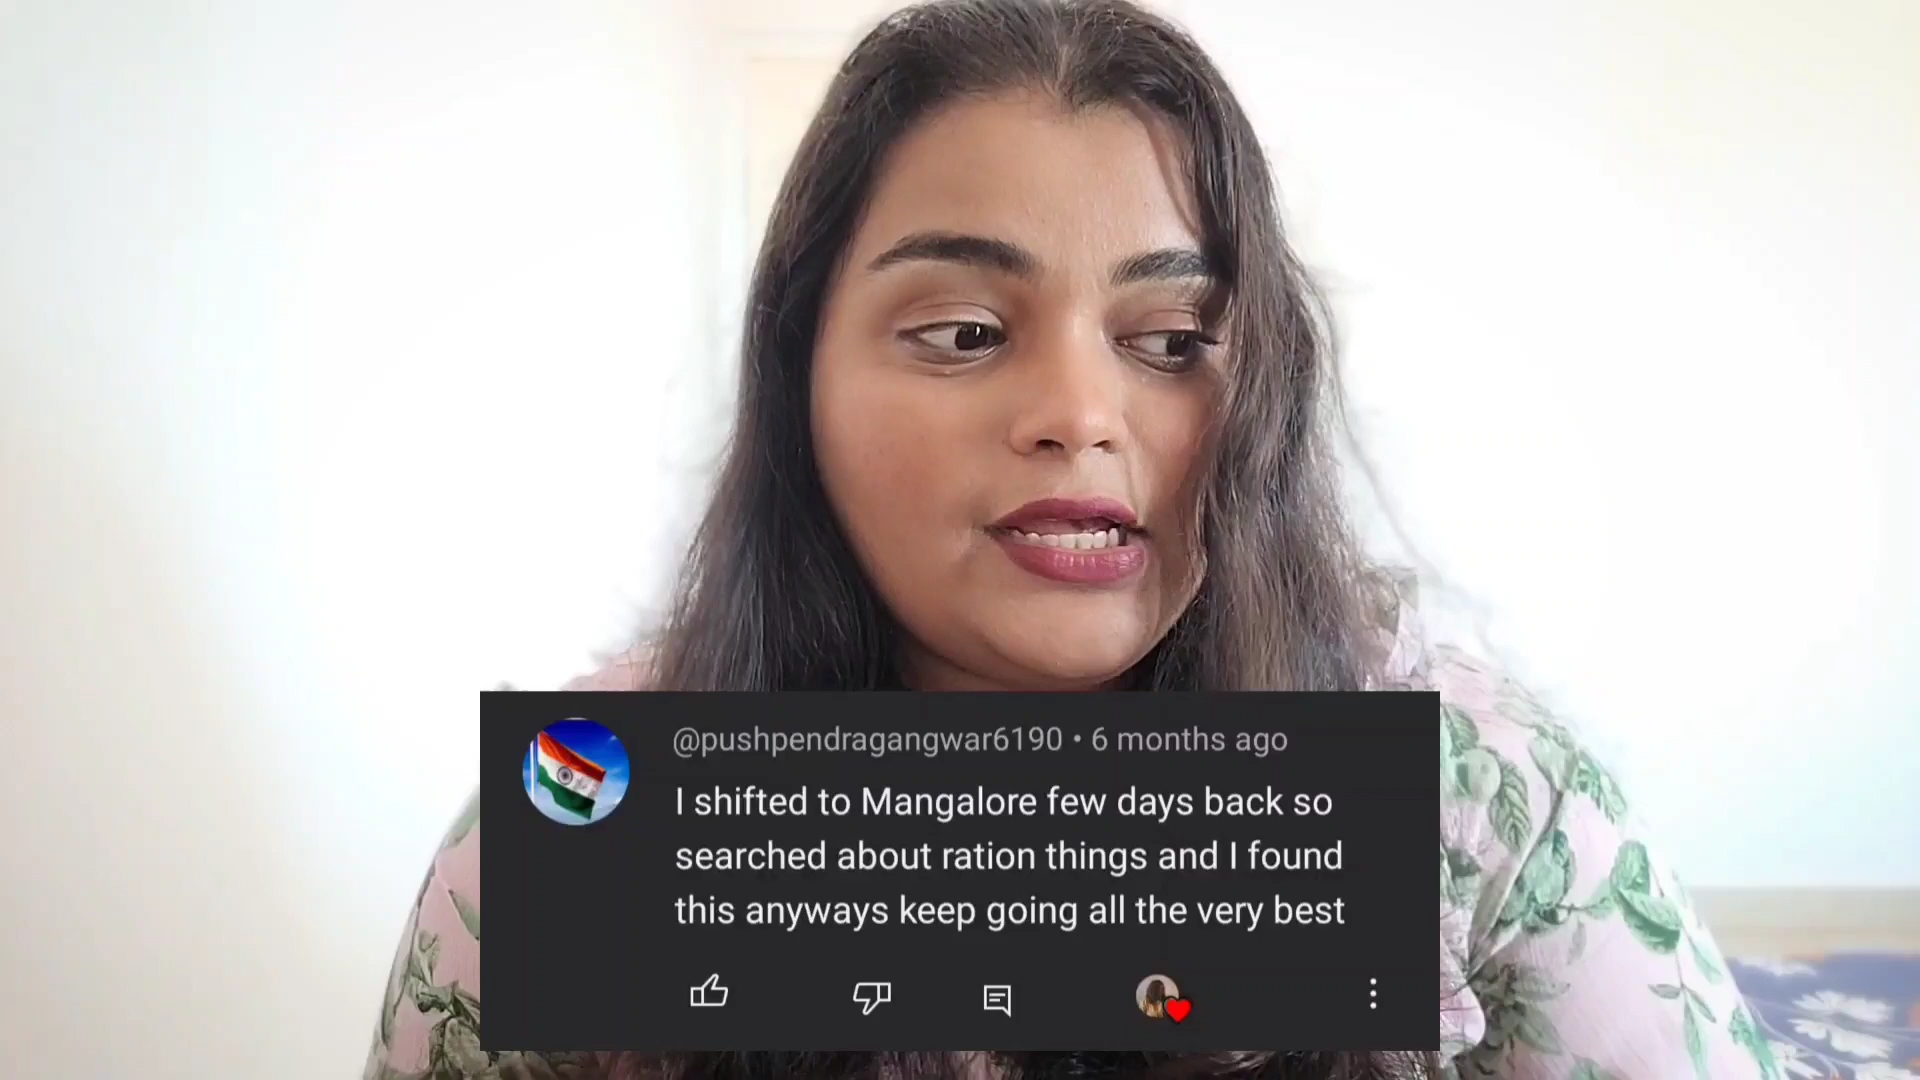 @pushpendragangwar6190 • 6 months ago
I shifted to Mangalore few days back so
searched about ration things and I found
this anyways keep going all the very best